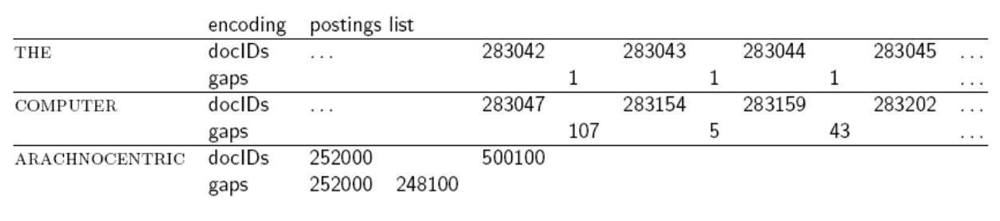 encoding postings list
THE docIDs ... 283042 283043 283044 283045 ...
gaps 1 1 1 ...
COMPUTER docIDs ... 283047 283154 283159 283202 ...
gaps 107 5 43 ...
ARACHNOCENTRIC docIDs 252000 500100
gaps 252000 248100